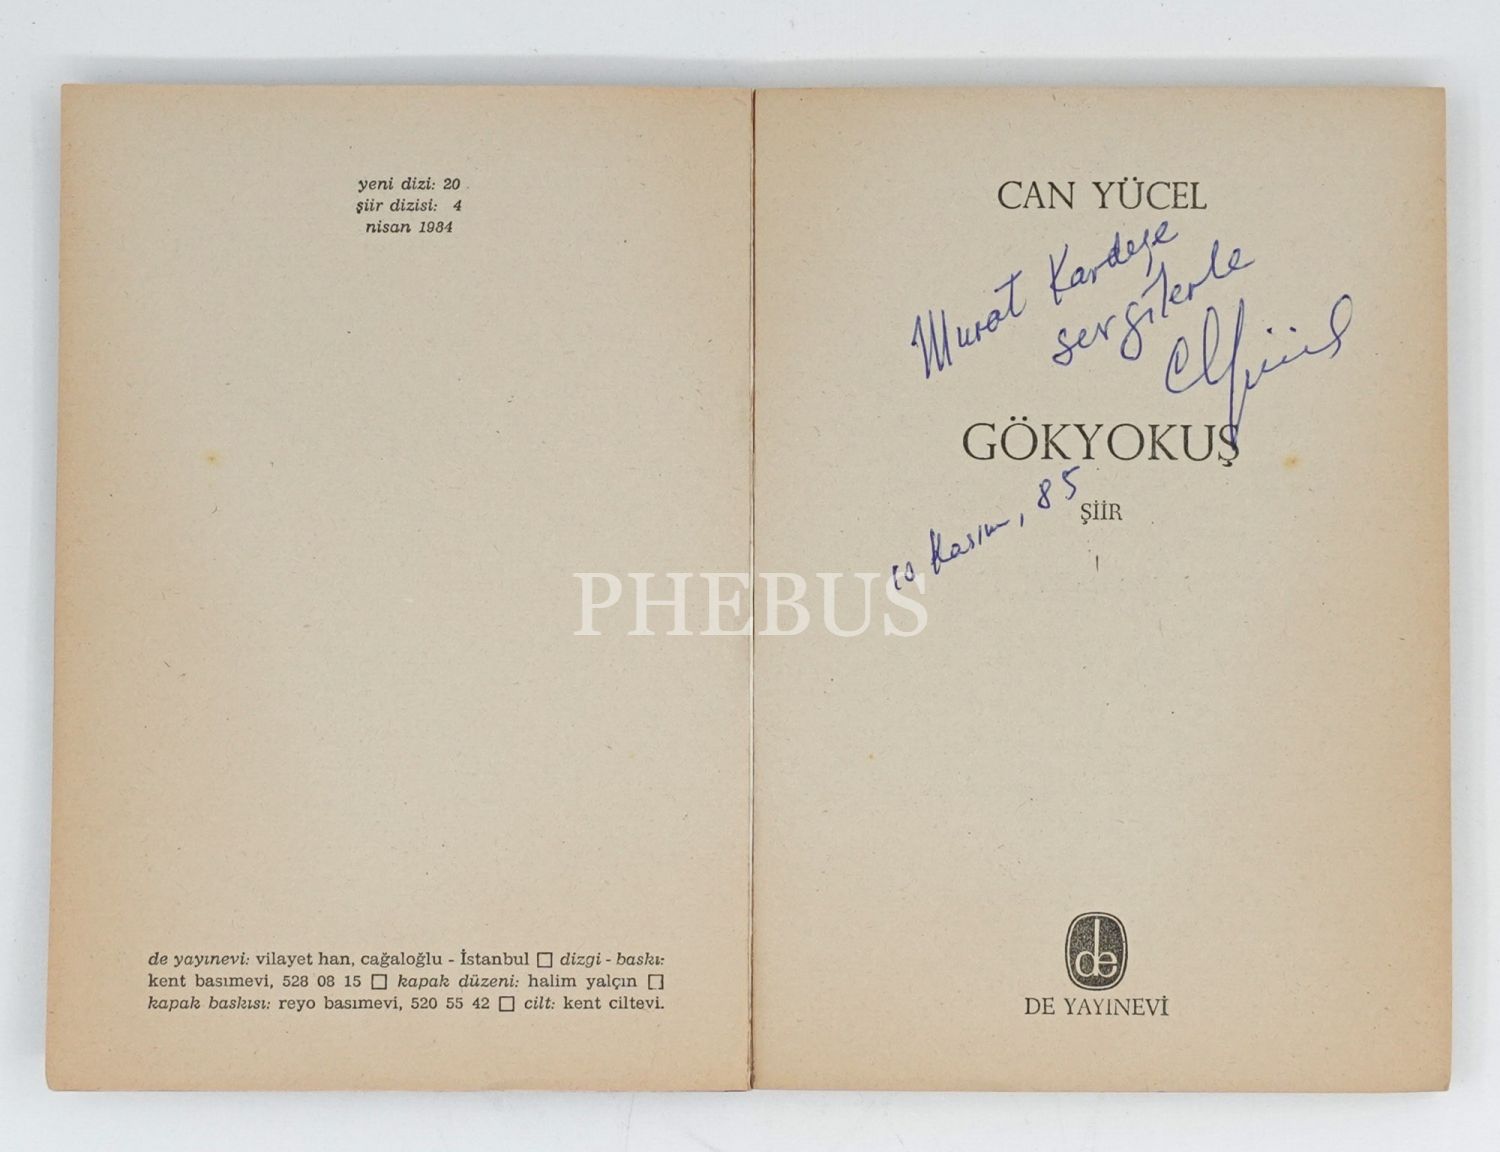 yeni dizi: 20
şiir dizisi: 4
nisan 1984
de yayınevi: vilayet han, cağaloğlu - İstanbul □ dizgi - baskı:
kent basımevi, 528 08 15 □ kapak düzeni: halim yalçın □
kapak baskısı: reyo basımevi, 520 55 42 □ cilt: kent ciltevi.
CAN YÜCEL
Murat Kardeşe
sevgilerle
CYücel
GÖKYOKUŞ
ŞİİR
10 Kasım, 85
PHEBUS
de
DE YAYINEVİ